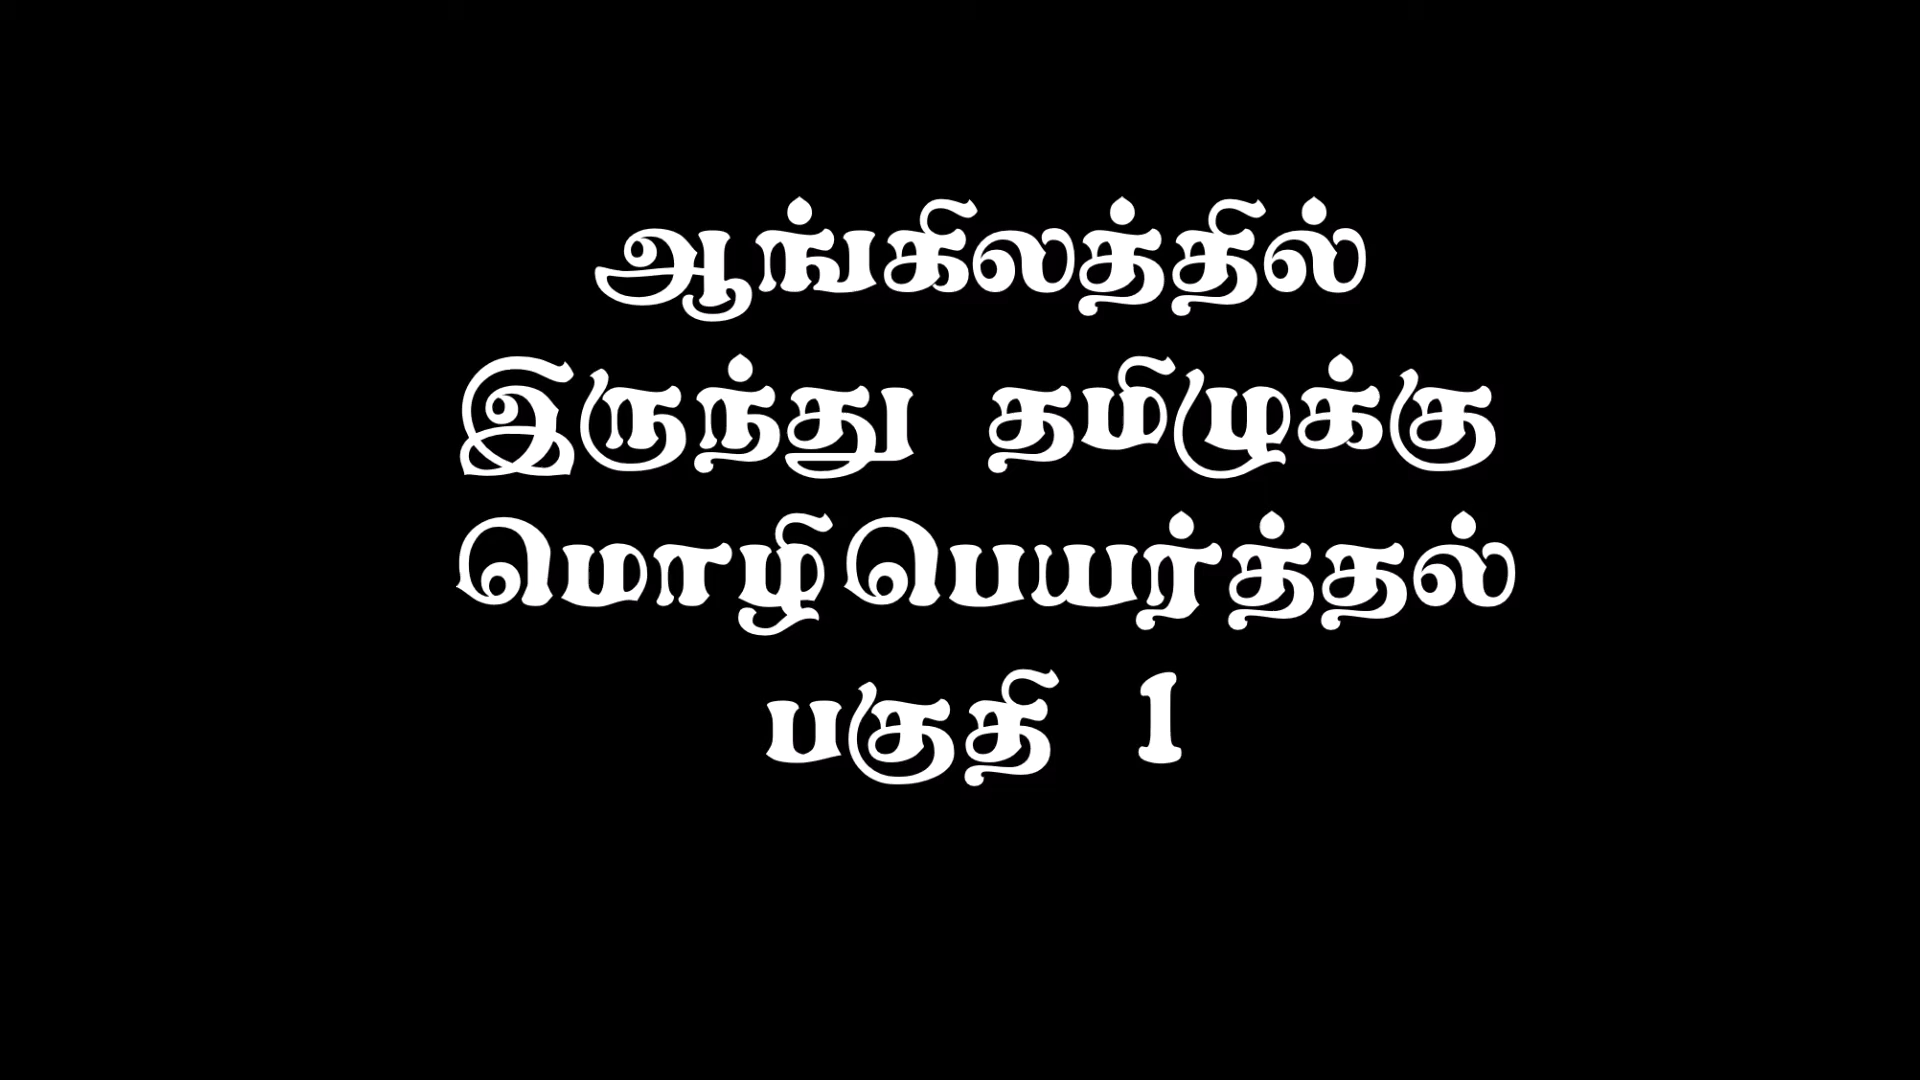 ஆங்கிலத்தில்
இருந்து தமிழுக்கு
மொழிபெயர்த்தல்
பகுதி 1